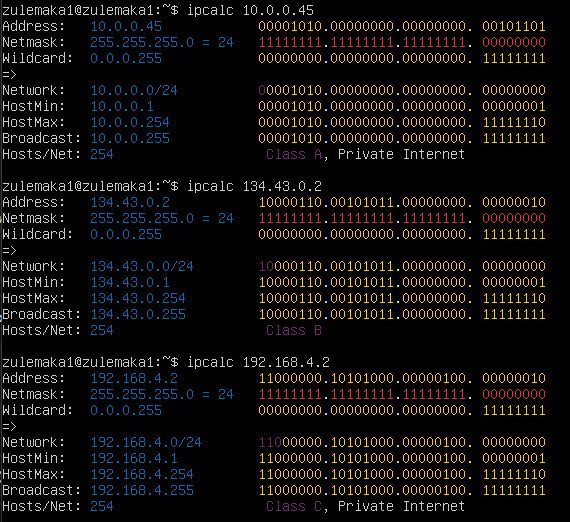 zulemaka1@zulemaka1:~$ ipcalc 10.0.0.45
Address: 10.0.0.45 00001010.00000000.00000000. 00101101
Netmask: 255.255.255.0 = 24 11111111.11111111.11111111. 00000000
Wildcard: 0.0.0.255 00000000.00000000.00000000. 11111111
=>
Network: 10.0.0.0/24 00001010.00000000.00000000. 00000000
HostMin: 10.0.0.1 00001010.00000000.00000000. 00000001
HostMax: 10.0.0.254 00001010.00000000.00000000. 11111110
Broadcast: 10.0.0.255 00001010.00000000.00000000. 11111111
Hosts/Net: 254 Class A, Private Internet
zulemaka1@zulemaka1:~$ ipcalc 134.43.0.2
Address: 134.43.0.2 10000110.00101011.00000000. 00000010
Netmask: 255.255.255.0 = 24 11111111.11111111.11111111. 00000000
Wildcard: 0.0.0.255 00000000.00000000.00000000. 11111111
=>
Network: 134.43.0.0/24 10000110.00101011.00000000. 00000000
HostMin: 134.43.0.1 10000110.00101011.00000000. 00000001
HostMax: 134.43.0.254 10000110.00101011.00000000. 11111110
Broadcast: 134.43.0.255 10000110.00101011.00000000. 11111111
Hosts/Net: 254 Class B
zulemaka1@zulemaka1:~$ ipcalc 192.168.4.2
Address: 192.168.4.2 11000000.10101000.00000100. 00000010
Netmask: 255.255.255.0 = 24 11111111.11111111.11111111. 00000000
Wildcard: 0.0.0.255 00000000.00000000.00000000. 11111111
=>
Network: 192.168.4.0/24 11000000.10101000.00000100. 00000000
HostMin: 192.168.4.1 11000000.10101000.00000100. 00000001
HostMax: 192.168.4.254 11000000.10101000.00000100. 11111110
Broadcast: 192.168.4.255 11000000.10101000.00000100. 11111111
Hosts/Net: 254 Class C, Private Internet